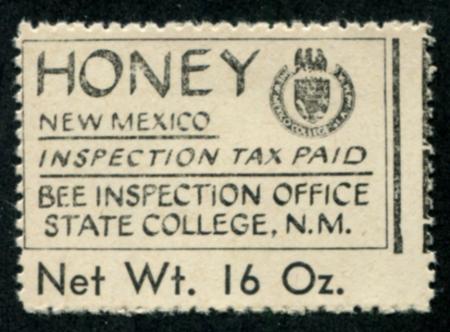 HONEY
NEW MEXICO
INSPECTION TAX PAID
BEE INSPECTION OFFICE
STATE COLLEGE, N.M.
Net Wt. 16 Oz.